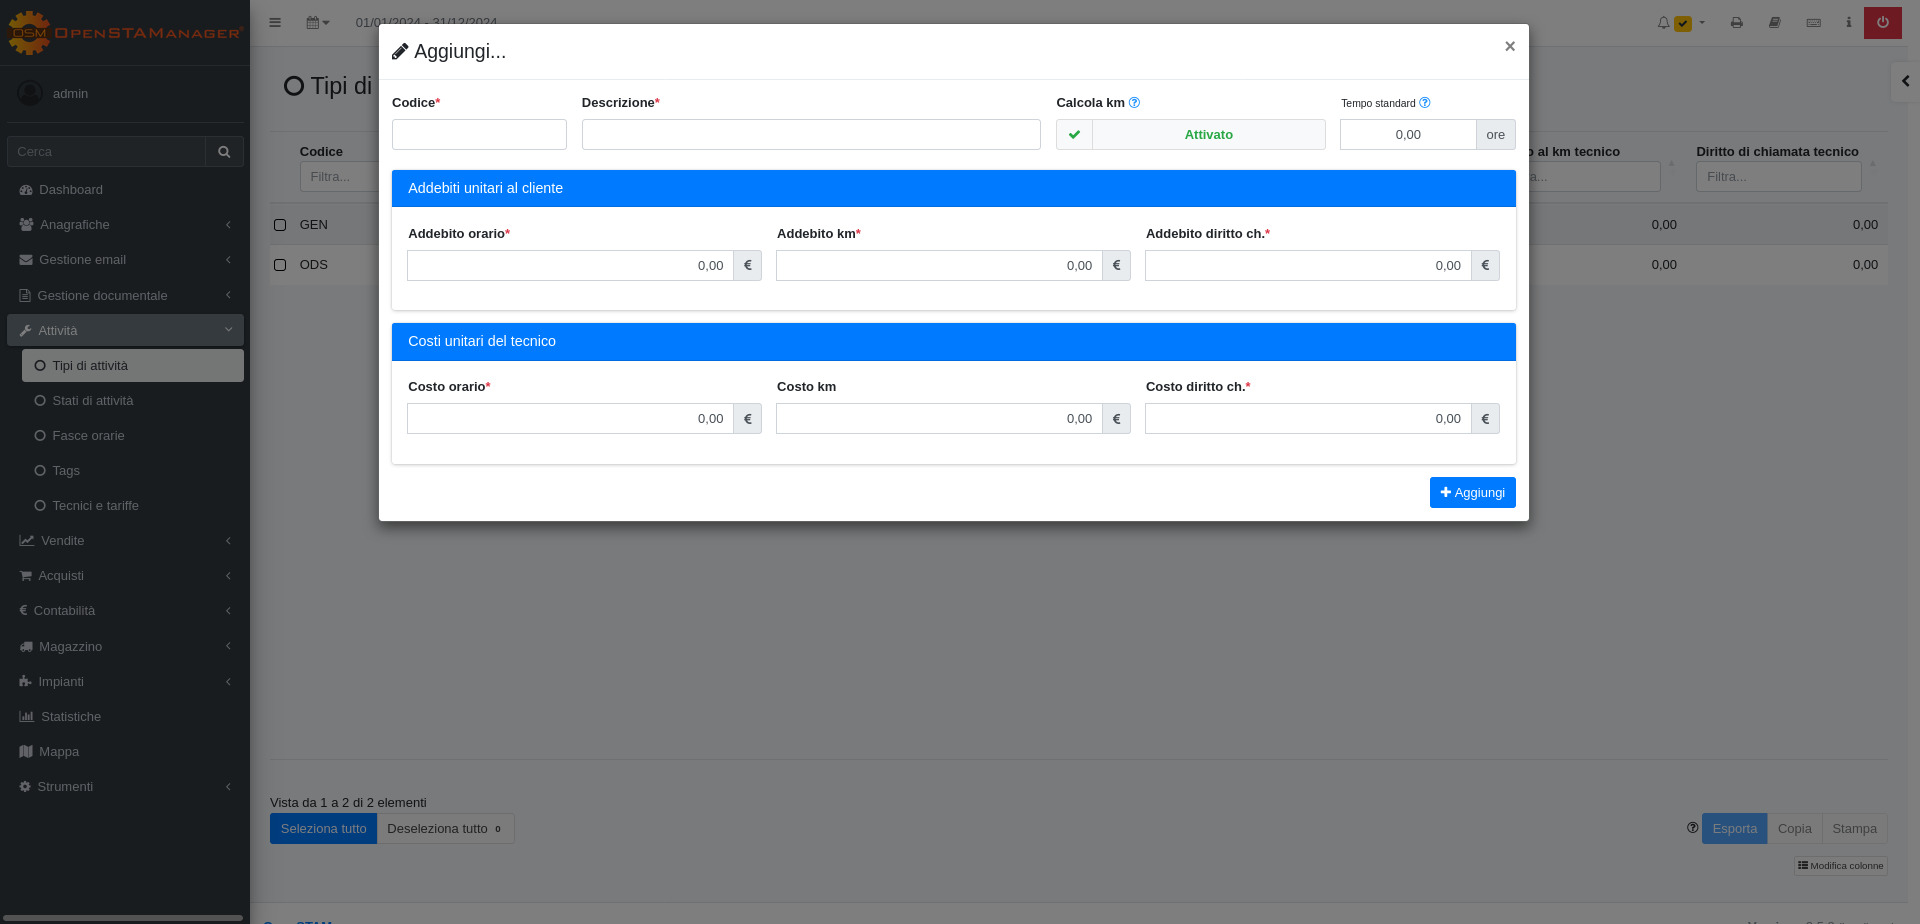 OpenSTAManager
01/01/2024 - 31/12/2024
admin
Cerca
Dashboard
Anagrafiche
Gestione email
Gestione documentale
Attività
Tipi di attività
Stati di attività
Fasce orarie
Tags
Tecnici e tariffe
Vendite
Acquisti
Contabilità
Magazzino
Impianti
Statistiche
Mappa
Strumenti
Tipi di
Codice
Filtra...
GEN
ODS
Aggiungi...
×
Codice*
Descrizione*
Calcola km
Attivato
Tempo standard
0,00 ore
Addebiti unitari al cliente
Addebito orario*
0,00 €
Addebito km*
0,00 €
Addebito diritto ch.*
0,00 €
Costi unitari del tecnico
Costo orario*
0,00 €
Costo km
0,00 €
Costo diritto ch.*
0,00 €
Aggiungi
o al km tecnico
Diritto di chiamata tecnico
Filtra...
0,00 0,00
0,00 0,00
Vista da 1 a 2 di 2 elementi
Seleziona tutto
Deseleziona tutto 0
Esporta
Copia
Stampa
Modifica colonne